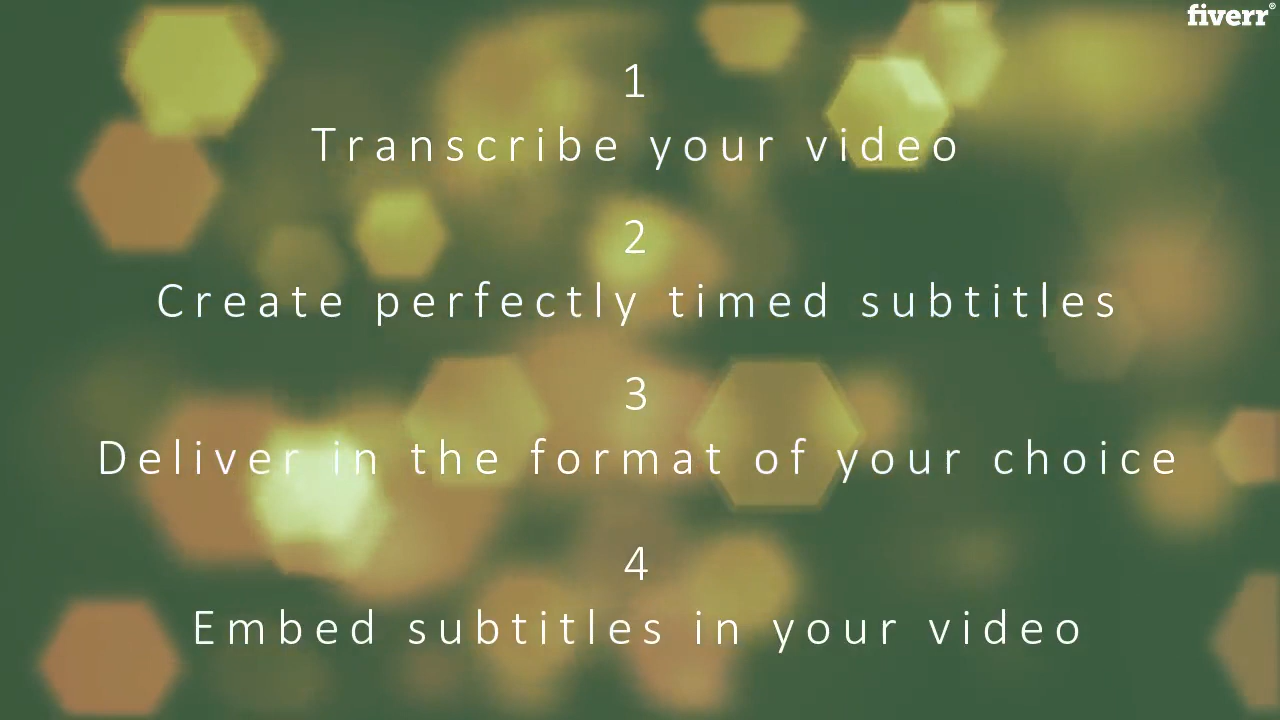 fiverr®
1
Transcribe your video
2
Create perfectly timed subtitles
3
Deliver in the format of your choice
4
Embed subtitles in your video